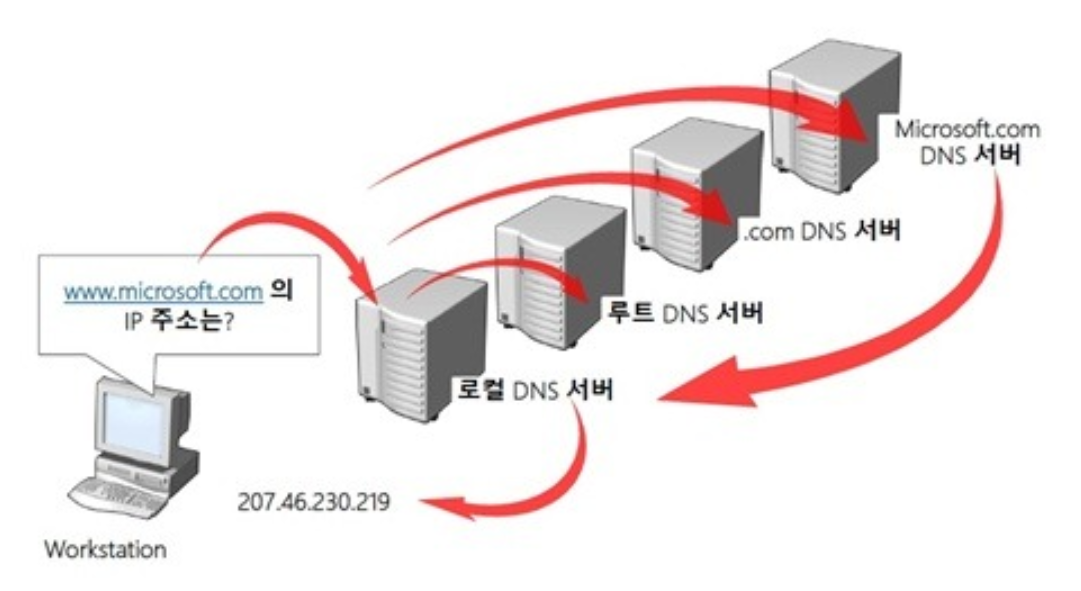 Microsoft.com
DNS 서버
.com DNS 서버
www.microsoft.com 의
IP 주소는?
루트 DNS 서버
로컬 DNS 서버
207.46.230.219
Workstation